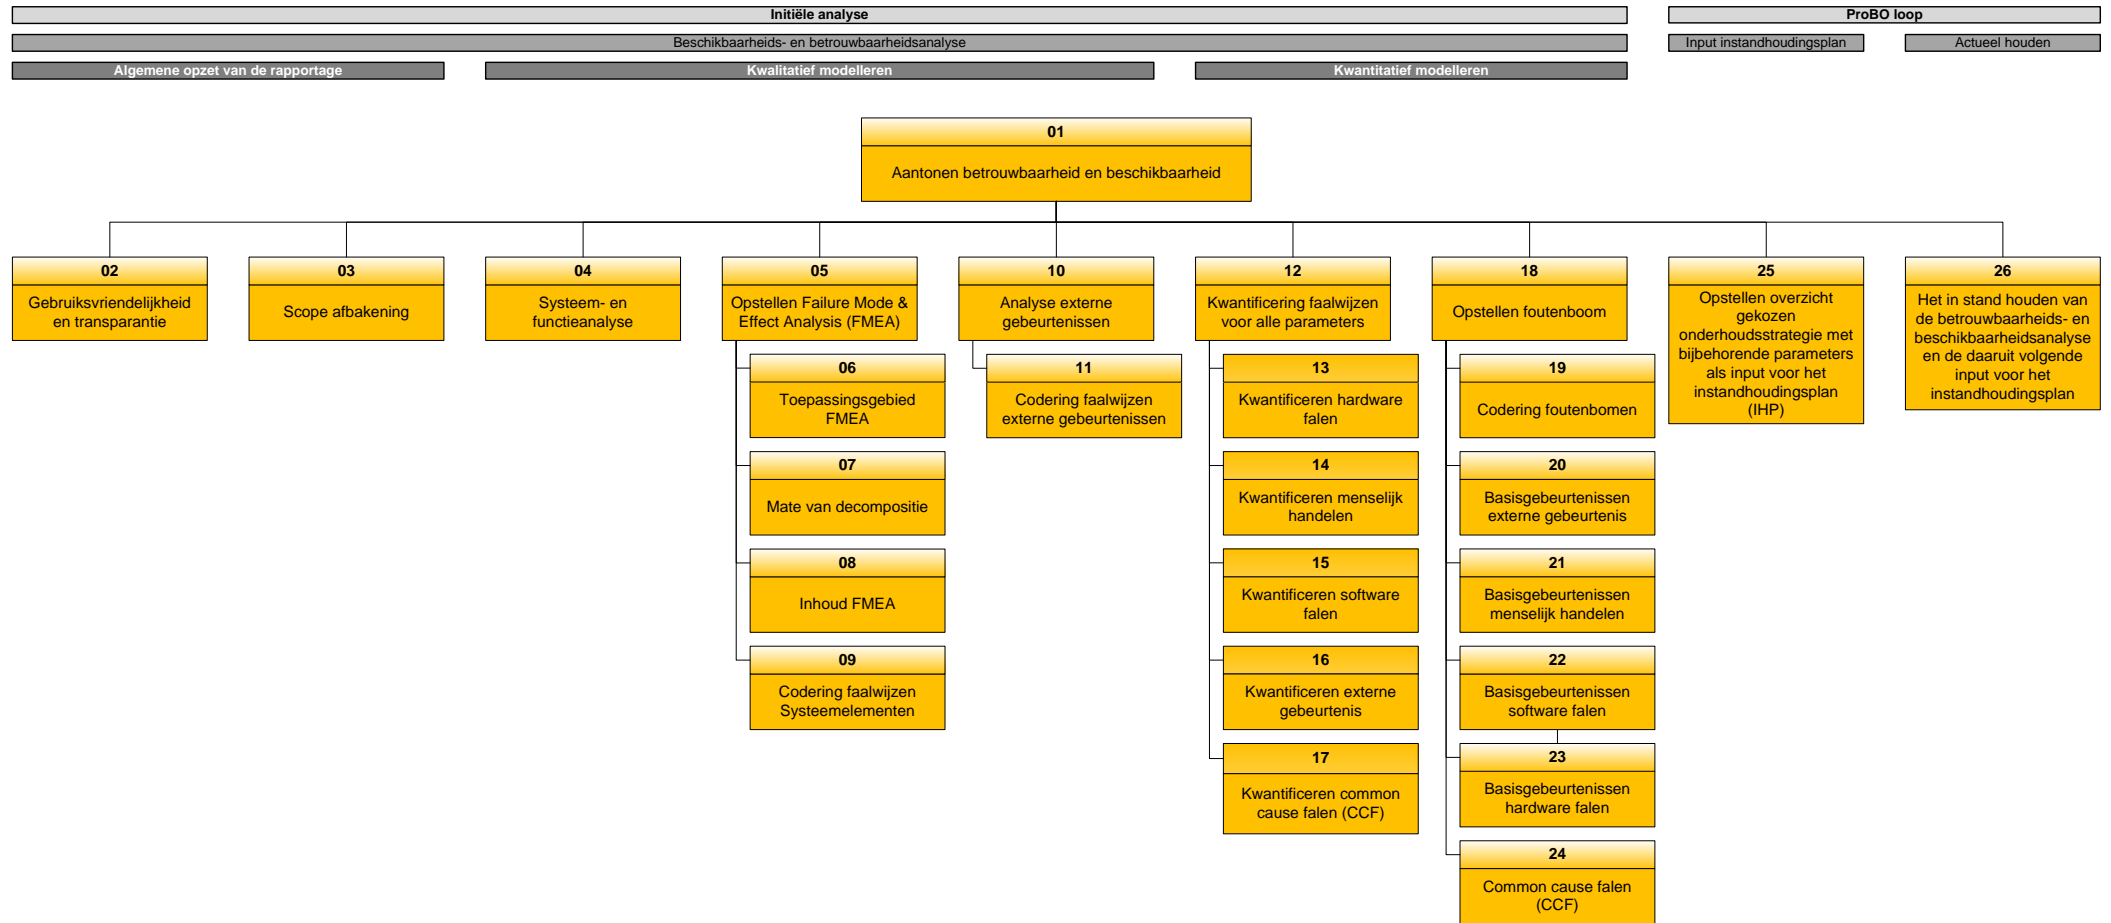 Initiële analyse
ProBO loop
Beschikbaarheids- en betrouwbaarheidsanalyse
Input instandhoudingsplan
Actueel houden
Algemene opzet van de rapportage
Kwalitatief modelleren
Kwantitatief modelleren
01
Aantonen betrouwbaarheid en beschikbaarheid
02
Gebruiksvriendelijkheid
en transparantie
03
Scope afbakening
04
Systeem- en
functieanalyse
05
Opstellen Failure Mode &
Effect Analysis (FMEA)
06
Toepassingsgebied
FMEA
07
Mate van decompositie
08
Inhoud FMEA
09
Codering faalwijzen
Systeemelementen
10
Analyse externe
gebeurtenissen
11
Codering faalwijzen
externe gebeurtenissen
12
Kwantificering faalwijzen
voor alle parameters
13
Kwantificeren hardware
falen
14
Kwantificeren menselijk
handelen
15
Kwantificeren software
falen
16
Kwantificeren externe
gebeurtenis
17
Kwantificeren common
cause falen (CCF)
18
Opstellen foutenboom
19
Codering foutenbomen
20
Basisgebeurtenissen
externe gebeurtenis
21
Basisgebeurtenissen
menselijk handelen
22
Basisgebeurtenissen
software falen
23
Basisgebeurtenissen
hardware falen
24
Common cause falen
(CCF)
25
Opstellen overzicht
gekozen
onderhoudsstrategie met
bijbehorende parameters
als input voor het
instandhoudingsplan
(IHP)
26
Het in stand houden van
de betrouwbaarheids- en
beschikbaarheidsanalyse
en de daaruit volgende
input voor het
instandhoudingsplan